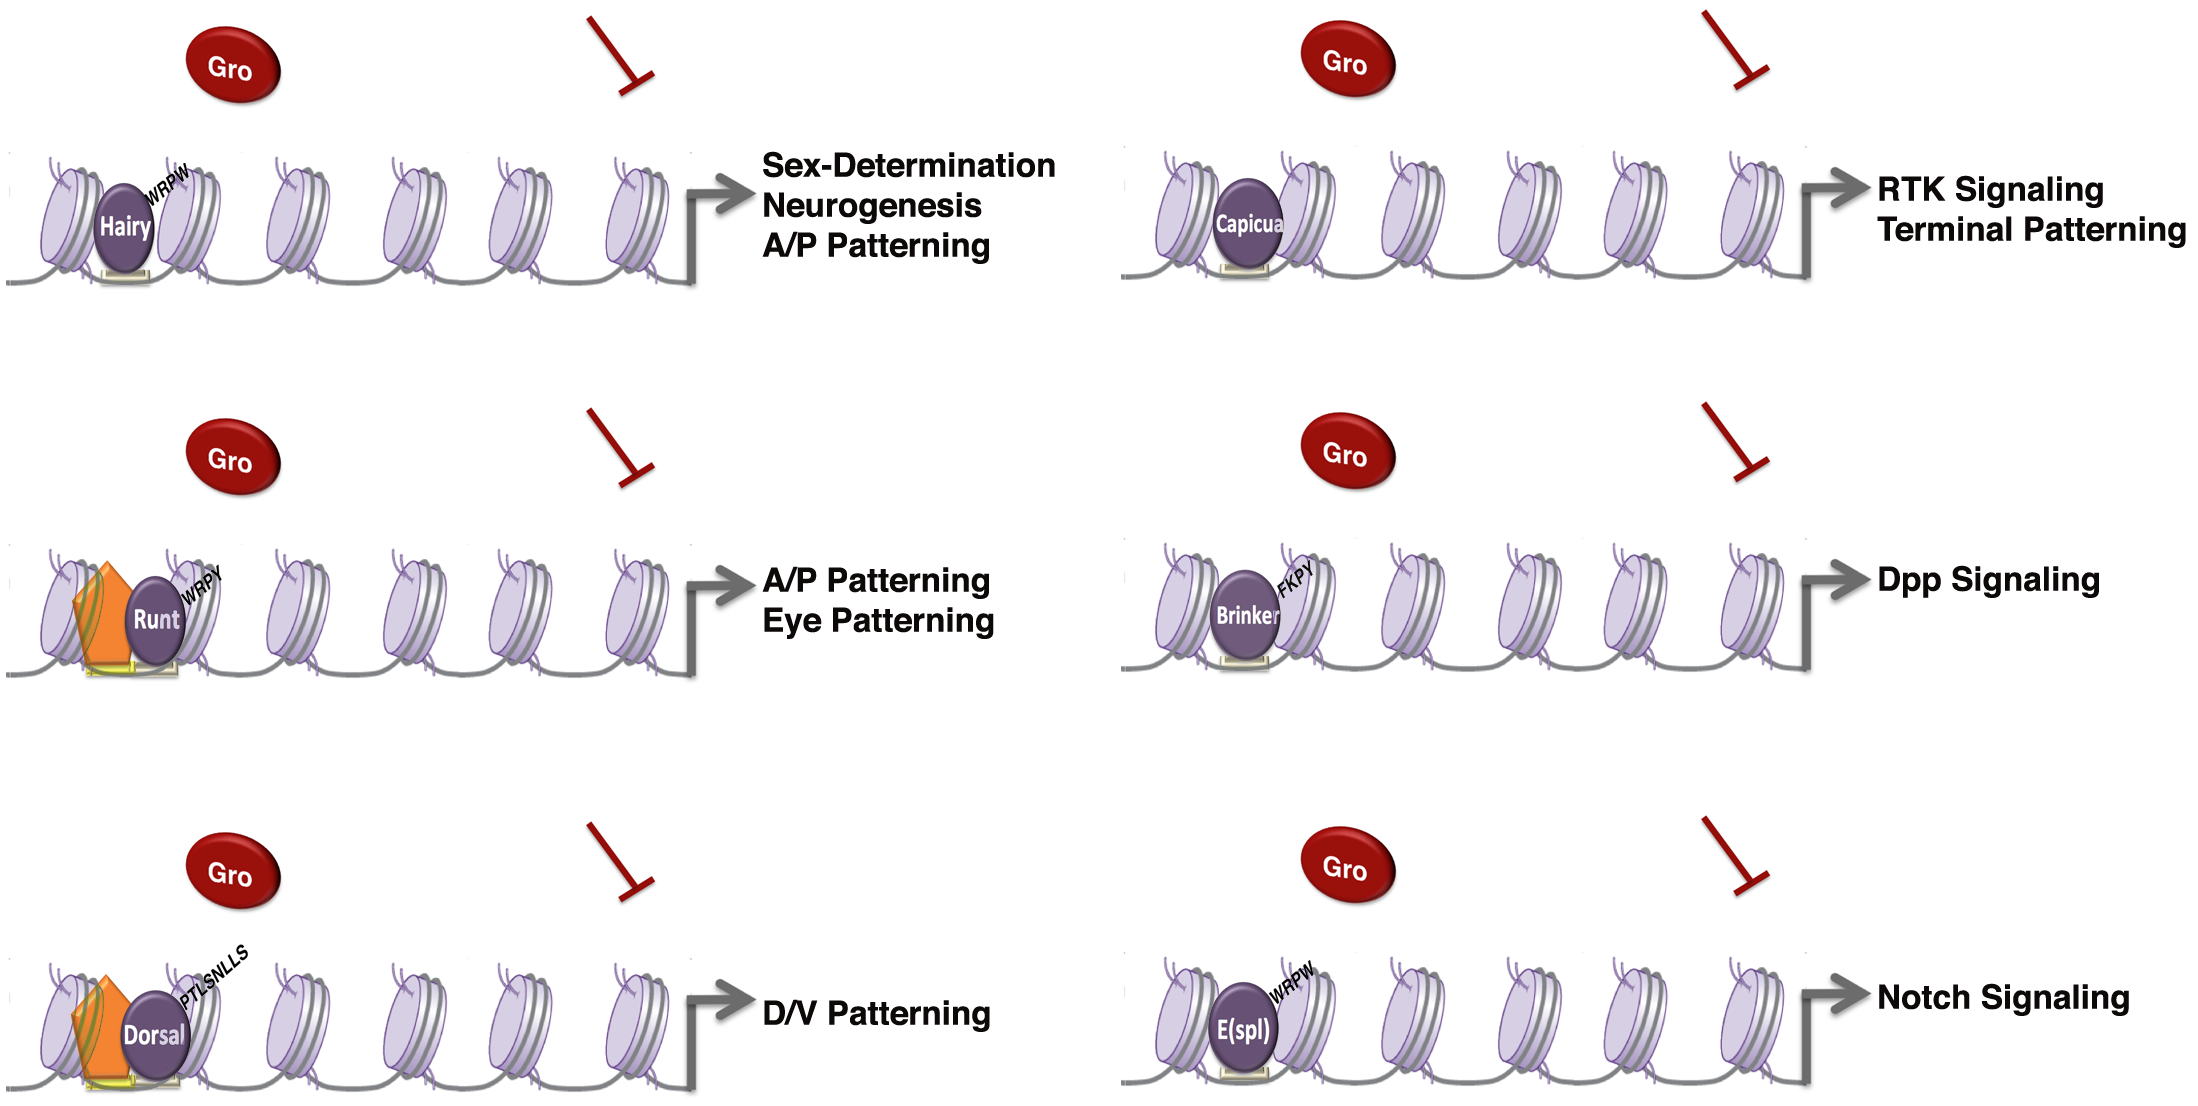 Gro
WRPW
Hairy
Sex-Determination
Neurogenesis
A/P Patterning
Gro
Capicua
RTK Signaling
Terminal Patterning
Gro
WRPY
Runt
A/P Patterning
Eye Patterning
Gro
FKPY
Brinker
Dpp Signaling
Gro
PTLSNLLS
Dorsal
D/V Patterning
Gro
WRPW
E(spl)
Notch Signaling